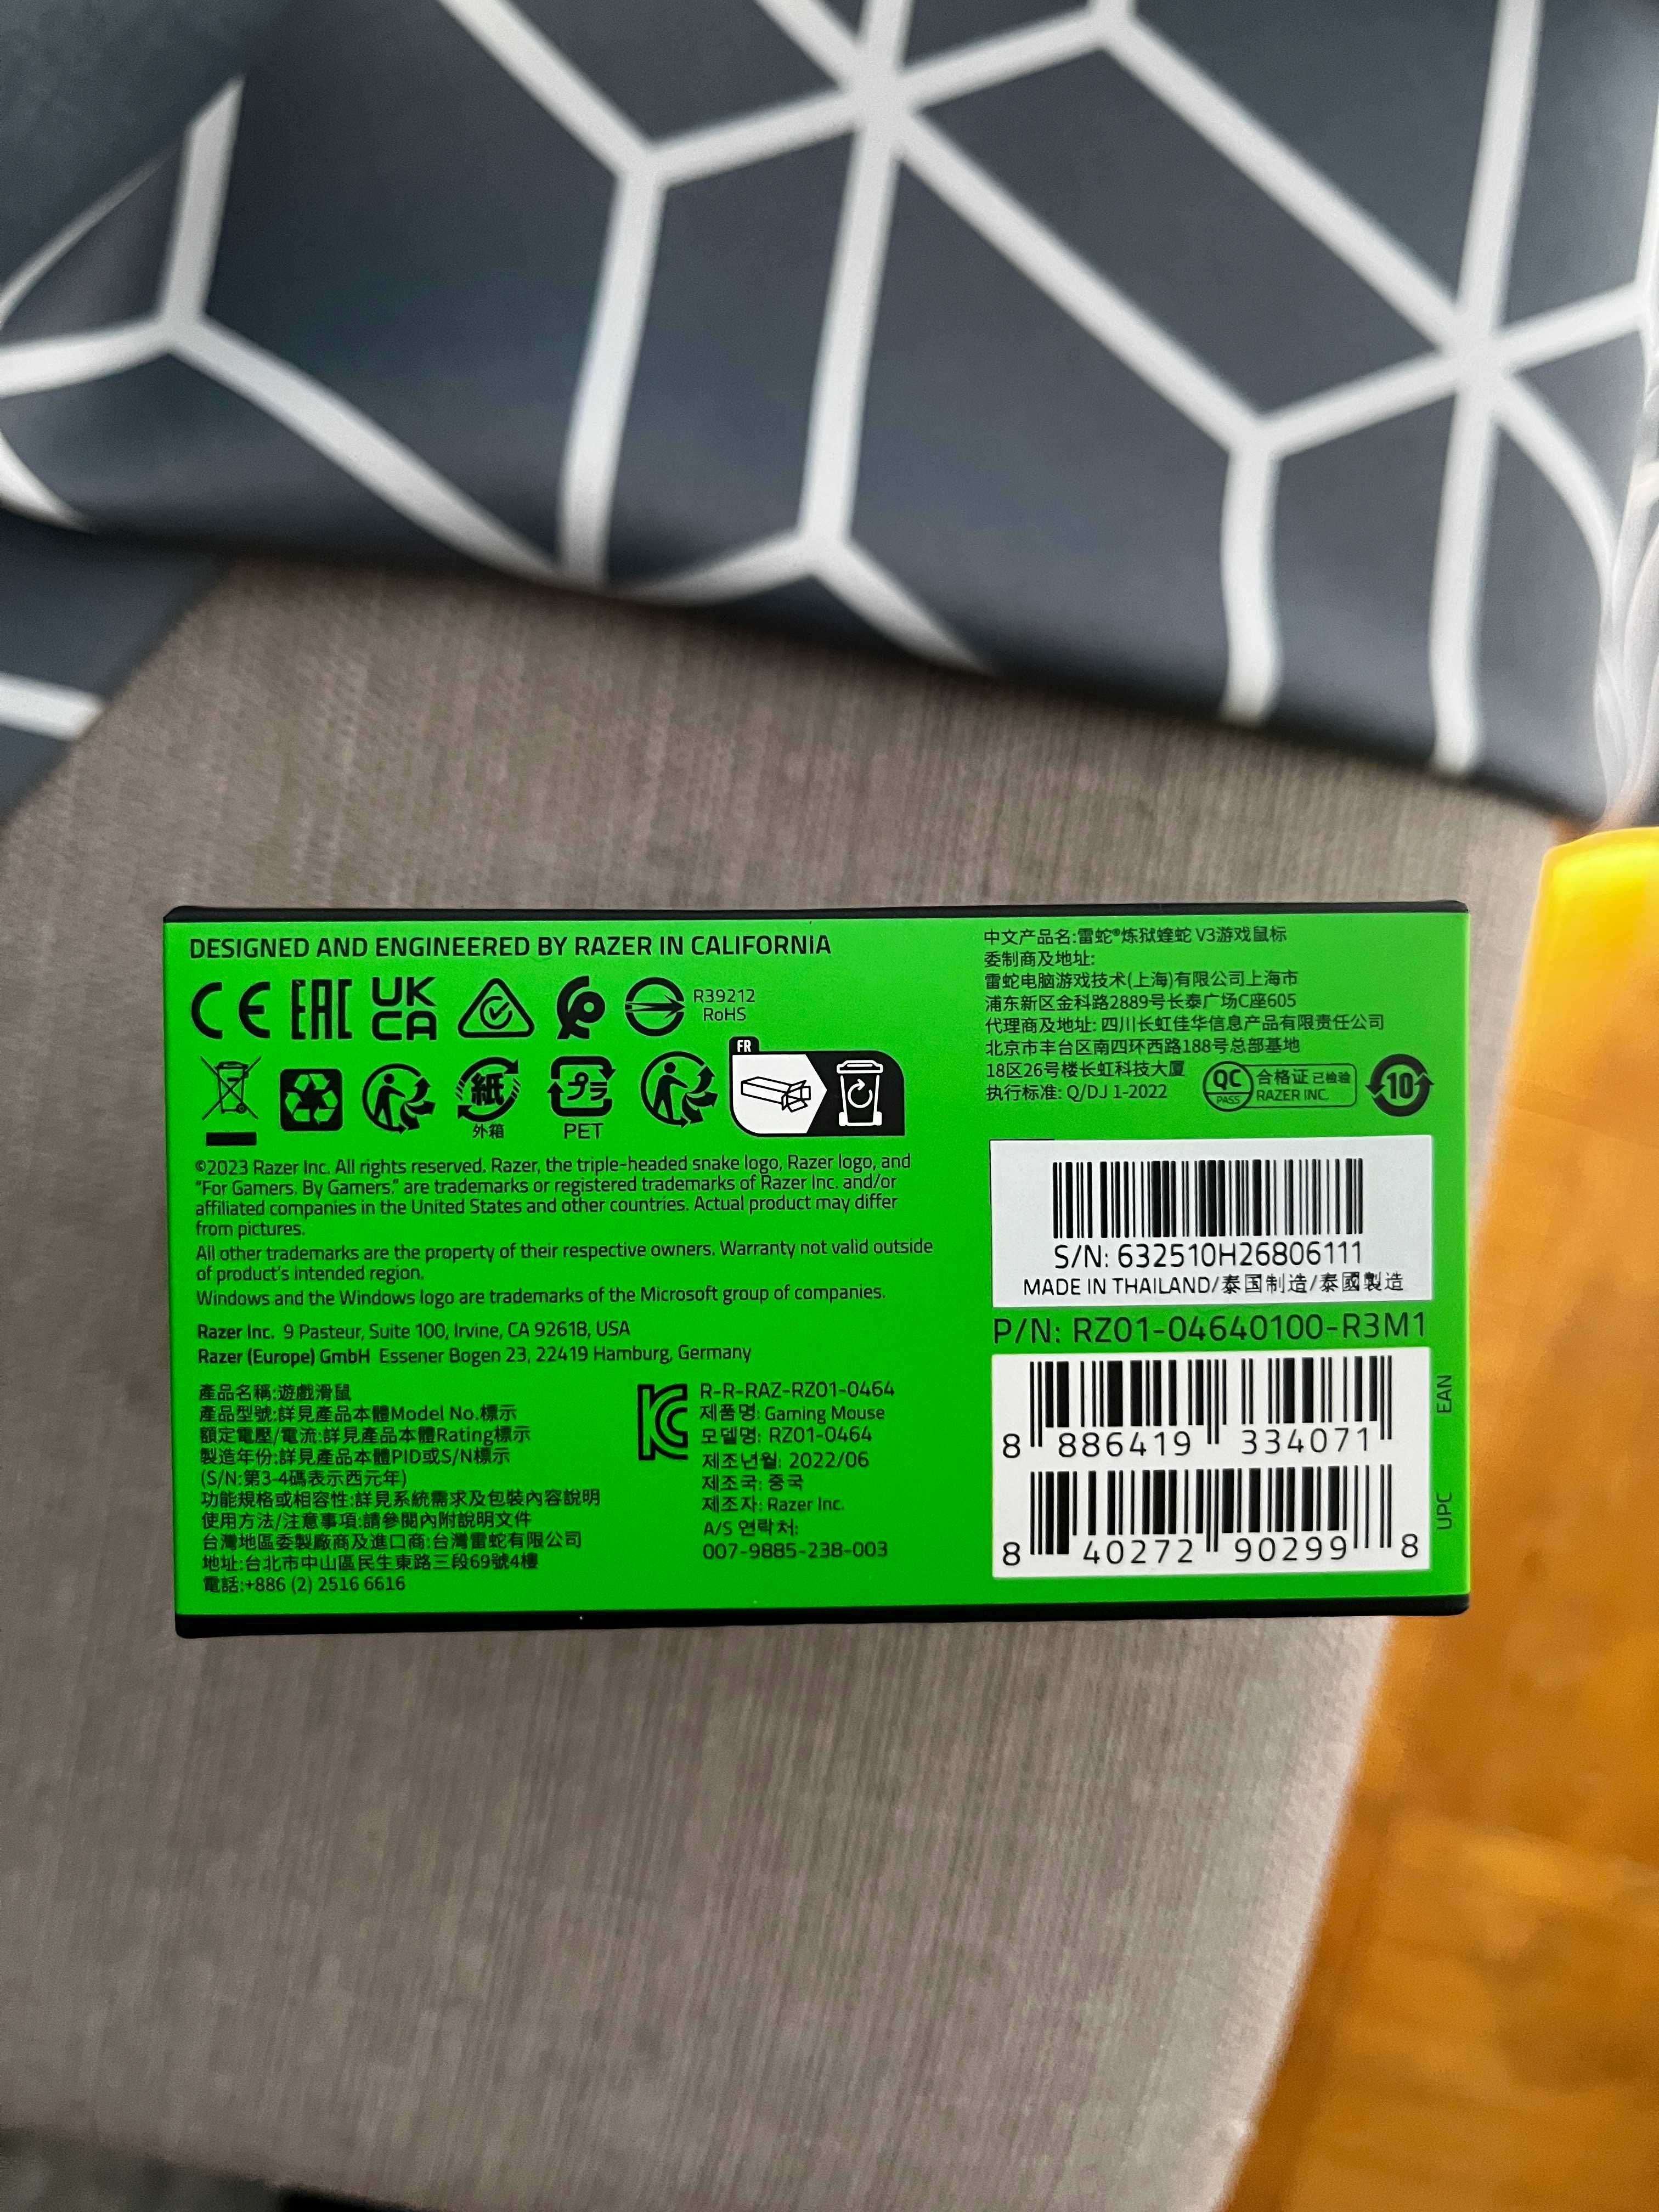 DESIGNED AND ENGINEERED BY RAZER IN CALIFORNIA
CE EAC UK CA
R39212
RoHS
紙
外箱
プラ
PET
FR
©2023 Razer Inc. All rights reserved. Razer, the triple-headed snake logo, Razer logo, and
"For Gamers. By Gamers." are trademarks or registered trademarks of Razer Inc. and/or
affiliated companies in the United States and other countries. Actual product may differ
from pictures.
All other trademarks are the property of their respective owners. Warranty not valid outside
of product's intended region.
Windows and the Windows logo are trademarks of the Microsoft group of companies.
Razer Inc. 9 Pasteur, Suite 100, Irvine, CA 92618, USA
Razer (Europe) GmbH Essener Bogen 23, 22419 Hamburg, Germany
產品名稱:遊戲滑鼠
產品型號:詳見產品本體Model No.標示
額定電壓/電流:詳見產品本體Rating標示
製造年份:詳見產品本體PID或S/N標示
(S/N:第3-4碼表示西元年)
功能規格或相容性:詳見系統需求及包裝內容說明
使用方法/注意事項:請參閱內附說明文件
台灣地區委製廠商及進口商:台灣雷蛇有限公司
地址:台北市中山區民生東路三段69號4樓
電話:+886 (2) 2516 6616
R-R-RAZ-RZ01-0464
제품명: Gaming Mouse
모델명: RZ01-0464
제조년월: 2022/06
제조국: 중국
제조자: Razer Inc.
A/S 연락처:
007-9885-238-003
中文产品名:雷蛇®炼狱蝰蛇 V3游戏鼠标
委制商及地址:
雷蛇电脑游戏技术(上海)有限公司上海市
浦东新区金科路2889号长泰广场C座605
代理商及地址: 四川长虹佳华信息产品有限责任公司
北京市丰台区南四环西路188号总部基地
18区26号楼长虹科技大厦
执行标准: Q/DJ 1-2022
QC PASS
合格证 已检验
RAZER INC.
10
S/N: 632510H26806111
MADE IN THAILAND/泰国制造/泰國製造
P/N: RZ01-04640100-R3M1
8 886419 334071
EAN
8 40272 90299 8
UPC